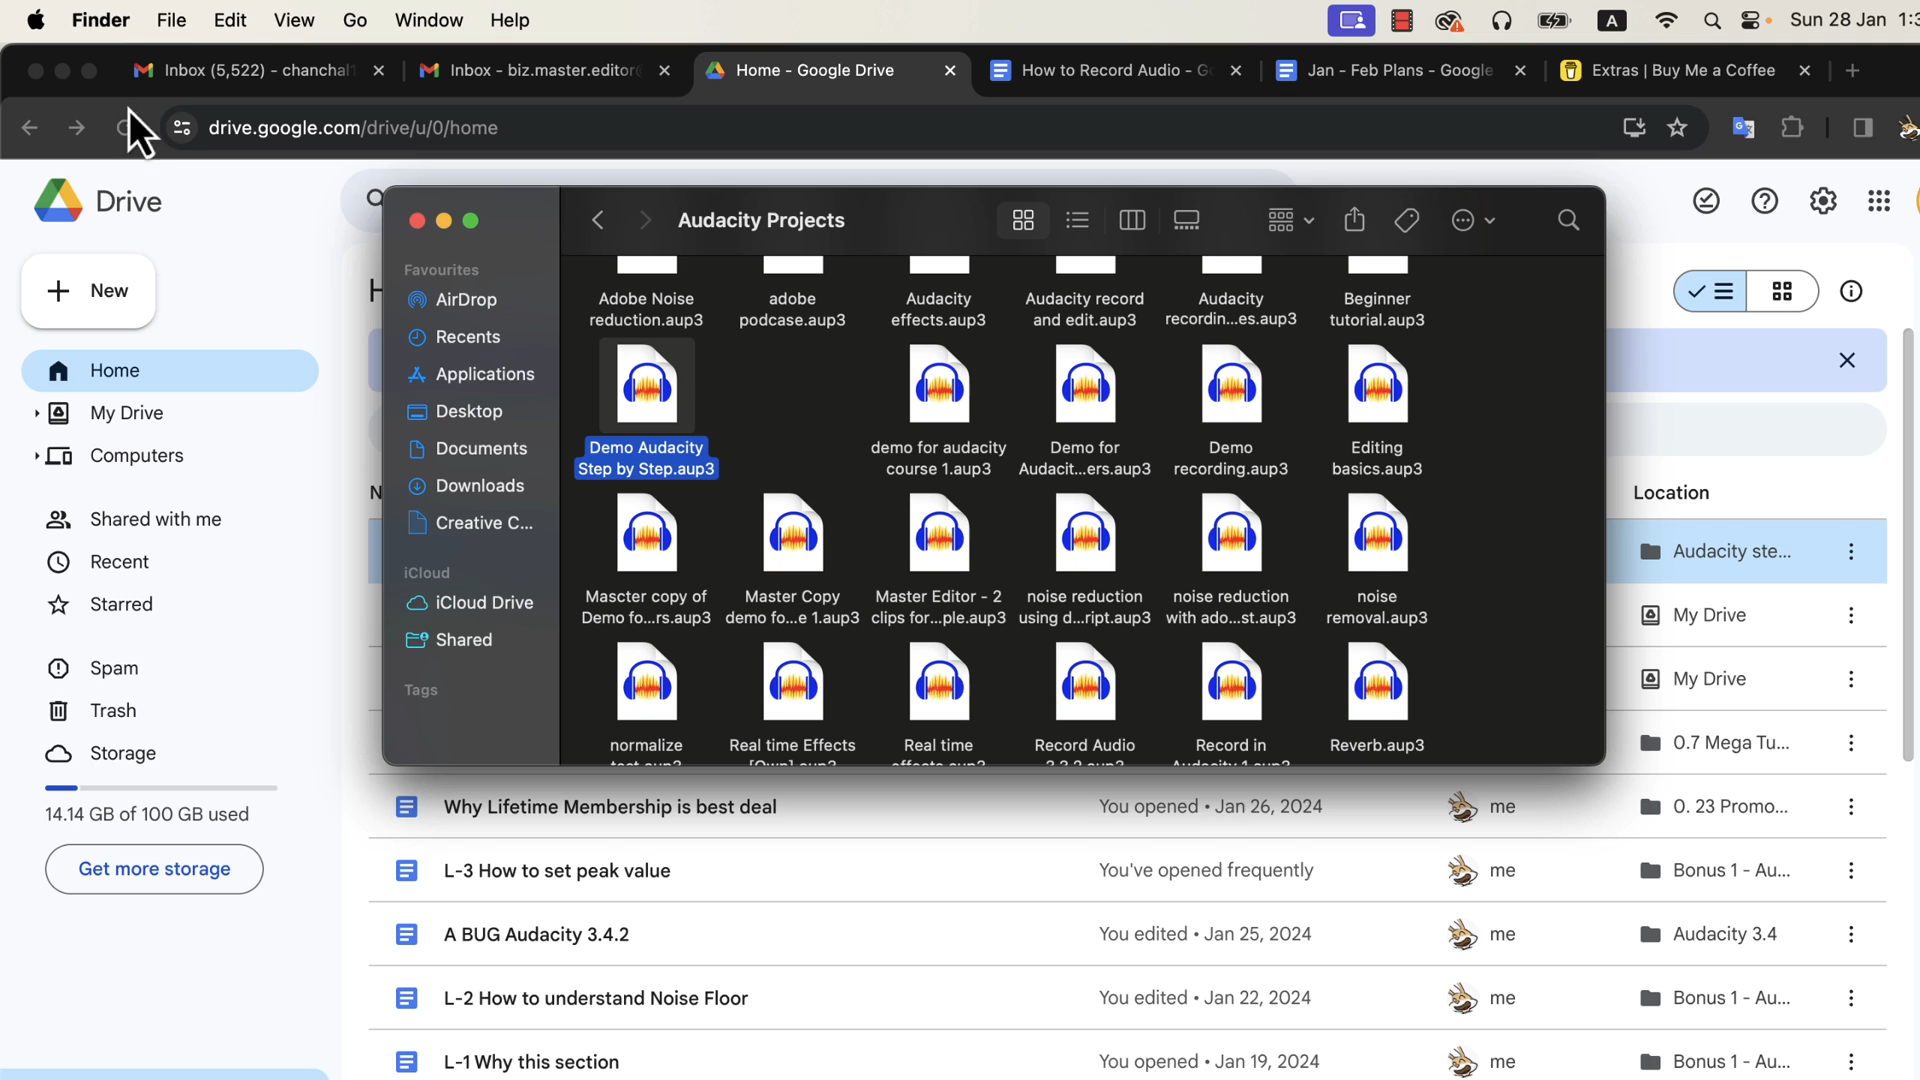 Finder File Edit View Go Window Help A Sun 28 Jan
Inbox (5,522) - chanchal Inbox - biz.master.editor Home - Google Drive How to Record Audio - G Jan - Feb Plans - Google Extras | Buy Me a Coffee
drive.google.com/drive/u/0/home
Drive
New
Home
My Drive
Computers
Shared with me
Recent
Starred
Spam
Trash
Storage
14.14 GB of 100 GB used
Get more storage
Audacity Projects
Favourites
AirDrop
Recents
Applications
Desktop
Documents
Downloads
Creative C...
iCloud
iCloud Drive
Shared
Tags
Adobe Noise
reduction.aup3
adobe
podcase.aup3
Audacity
effects.aup3
Audacity record
and edit.aup3
Audacity
recordin...es.aup3
Beginner
tutorial.aup3
Demo Audacity
Step by Step.aup3
demo for audacity
course 1.aup3
Demo for
Audacit...ers.aup3
Demo
recording.aup3
Editing
basics.aup3
Mascter copy of
Demo fo...rs.aup3
Master Copy
demo fo...e 1.aup3
Master Editor - 2
clips for...ple.aup3
noise reduction
using d...ript.aup3
noise reduction
with ado...st.aup3
noise
removal.aup3
normalize
test.aup3
Real time Effects
[Own].aup3
Real time
effects.aup3
Record Audio
3.3.2.aup3
Record in
Audacity 1.aup3
Reverb.aup3
Location
Audacity ste...
My Drive
My Drive
0.7 Mega Tu...
Why Lifetime Membership is best deal You opened • Jan 26, 2024 me 0. 23 Promo...
L-3 How to set peak value You've opened frequently me Bonus 1 - Au...
A BUG Audacity 3.4.2 You edited • Jan 25, 2024 me Audacity 3.4
L-2 How to understand Noise Floor You edited • Jan 22, 2024 me Bonus 1 - Au...
L-1 Why this section You opened • Jan 19, 2024 me Bonus 1 - Au...